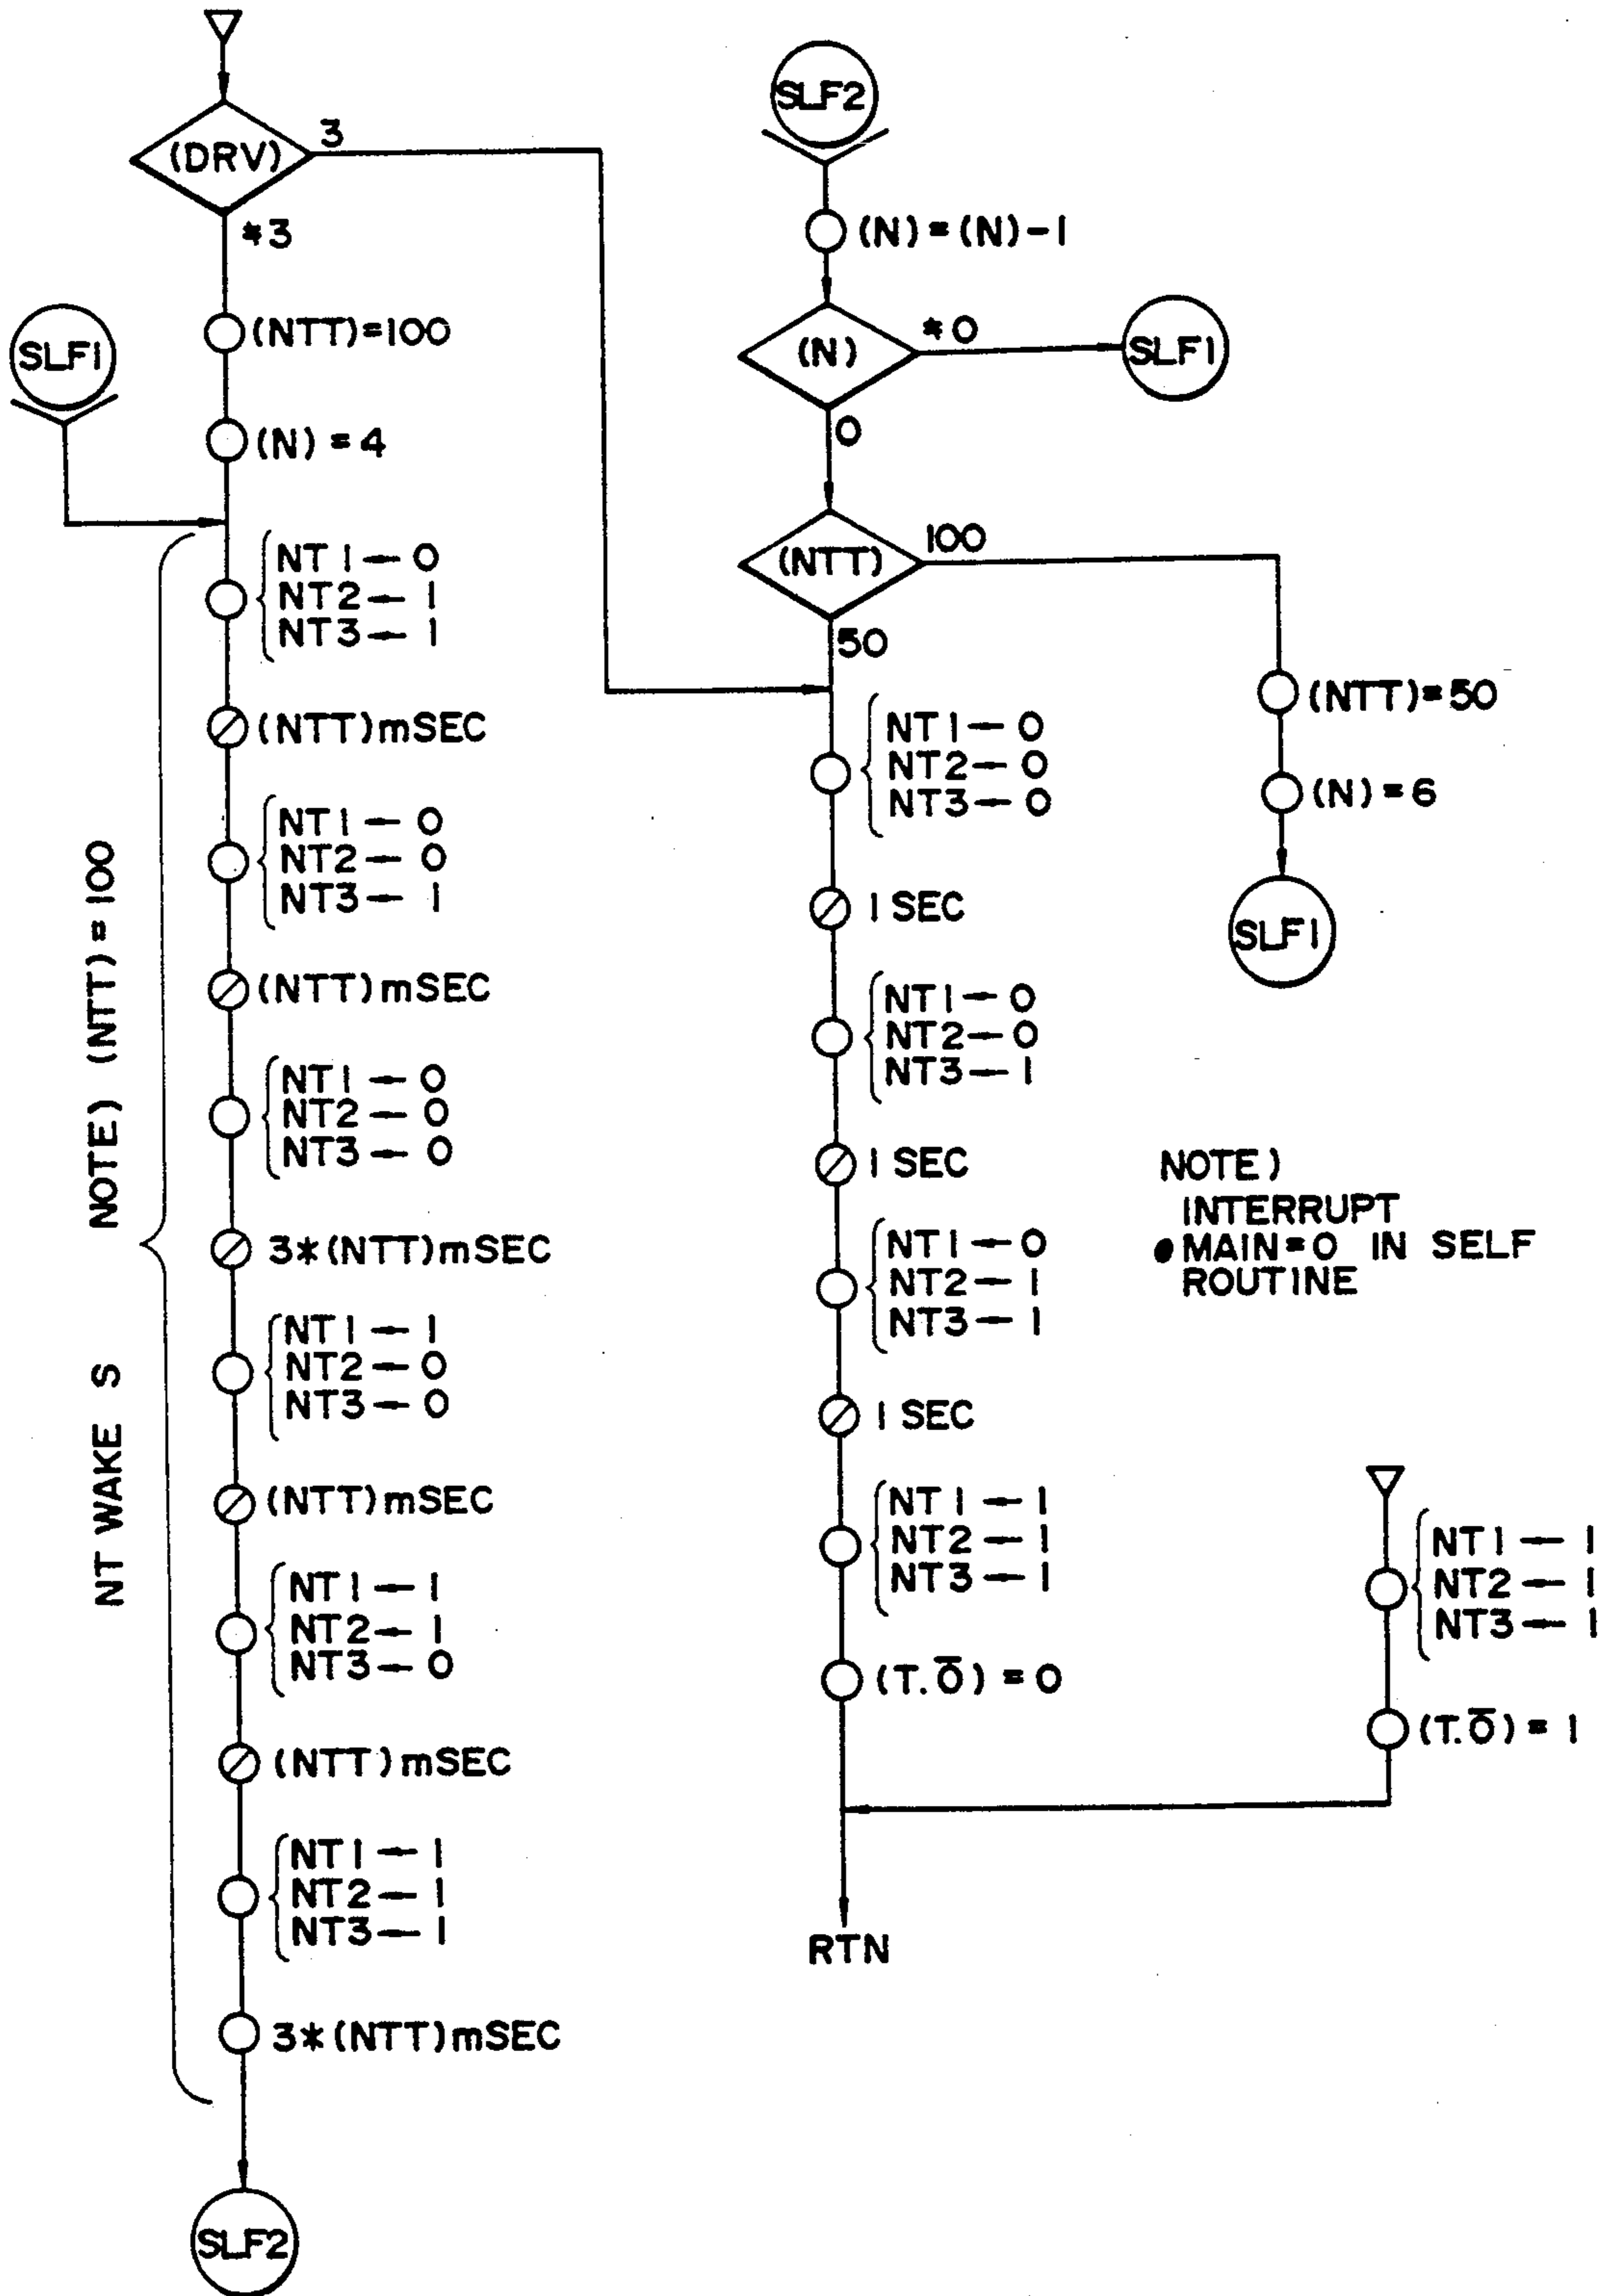 (DRV)
3
*3
(NTT)=100
SLF1
(N)=4
NT1←0
NT2←1
NT3←1
(NTT)mSEC
NT1←0
NT2←0
NT3←1
(NTT)mSEC
NT1←0
NT2←0
NT3←0
3*(NTT)mSEC
NT1←1
NT2←0
NT3←0
(NTT)mSEC
NT1←1
NT2←1
NT3←0
(NTT)mSEC
NT1←1
NT2←1
NT3←1
3*(NTT)mSEC
SLF2
NT WAKE S NOTE) (NTT)=100
SLF2
(N)=(N)-1
(N)
*0
SLF1
0
(NTT)
100
50
(NTT)=50
(N)=6
SLF1
NT1←0
NT2←0
NT3←0
1 SEC
NT1←0
NT2←0
NT3←1
1 SEC
NT1←0
NT2←1
NT3←1
1 SEC
NT1←1
NT2←1
NT3←1
(T.O̅)=0
RTN
NOTE)
INTERRUPT
●MAIN=0 IN SELF
ROUTINE
NT1←1
NT2←1
NT3←1
(T.O̅)=1